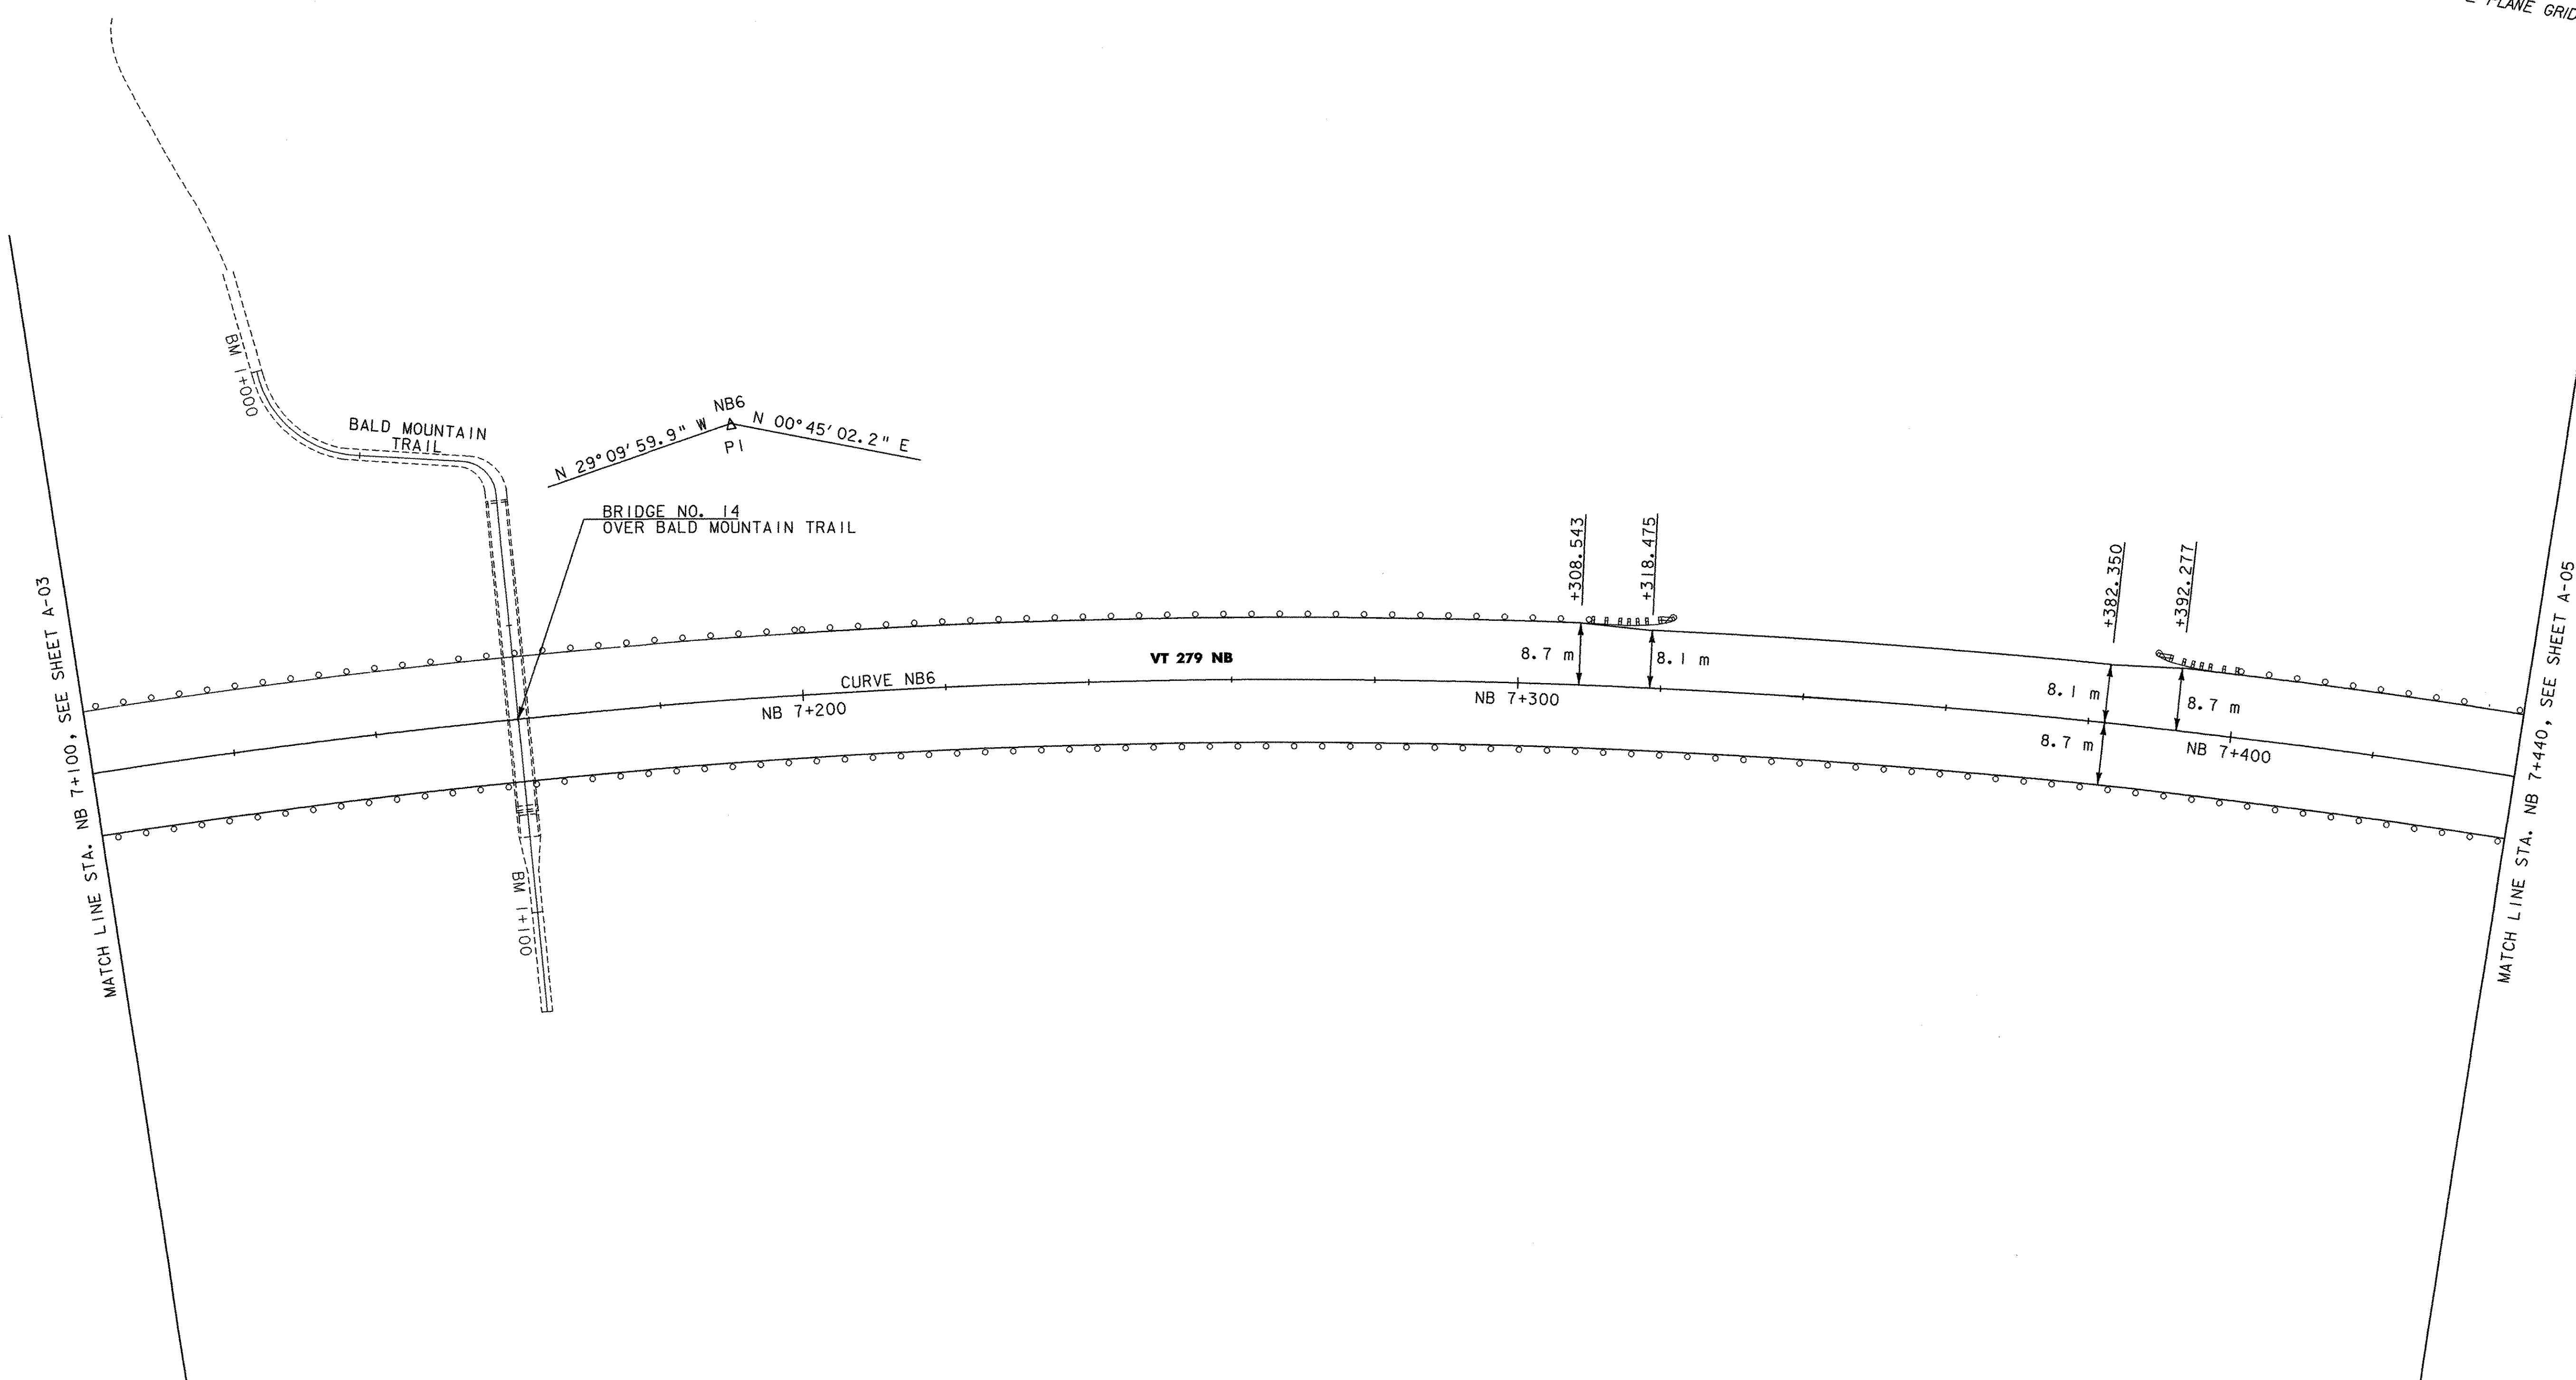 PLANE GRID
BM 1+000
BALD MOUNTAIN
TRAIL
NB6
N 29°09'59.9" W
N 00°45'02.2" E
PI
BRIDGE NO. 14
OVER BALD MOUNTAIN TRAIL
+308.543
+318.475
+382.350
+392.277
MATCH LINE STA. NB 7+100, SEE SHEET A-03
VT 279 NB
8.7 m
8.1 m
CURVE NB6
NB 7+200
NB 7+300
8.1 m
8.7 m
8.7 m
NB 7+400
BM 1+100
MATCH LINE STA. NB 7+440, SEE SHEET A-05